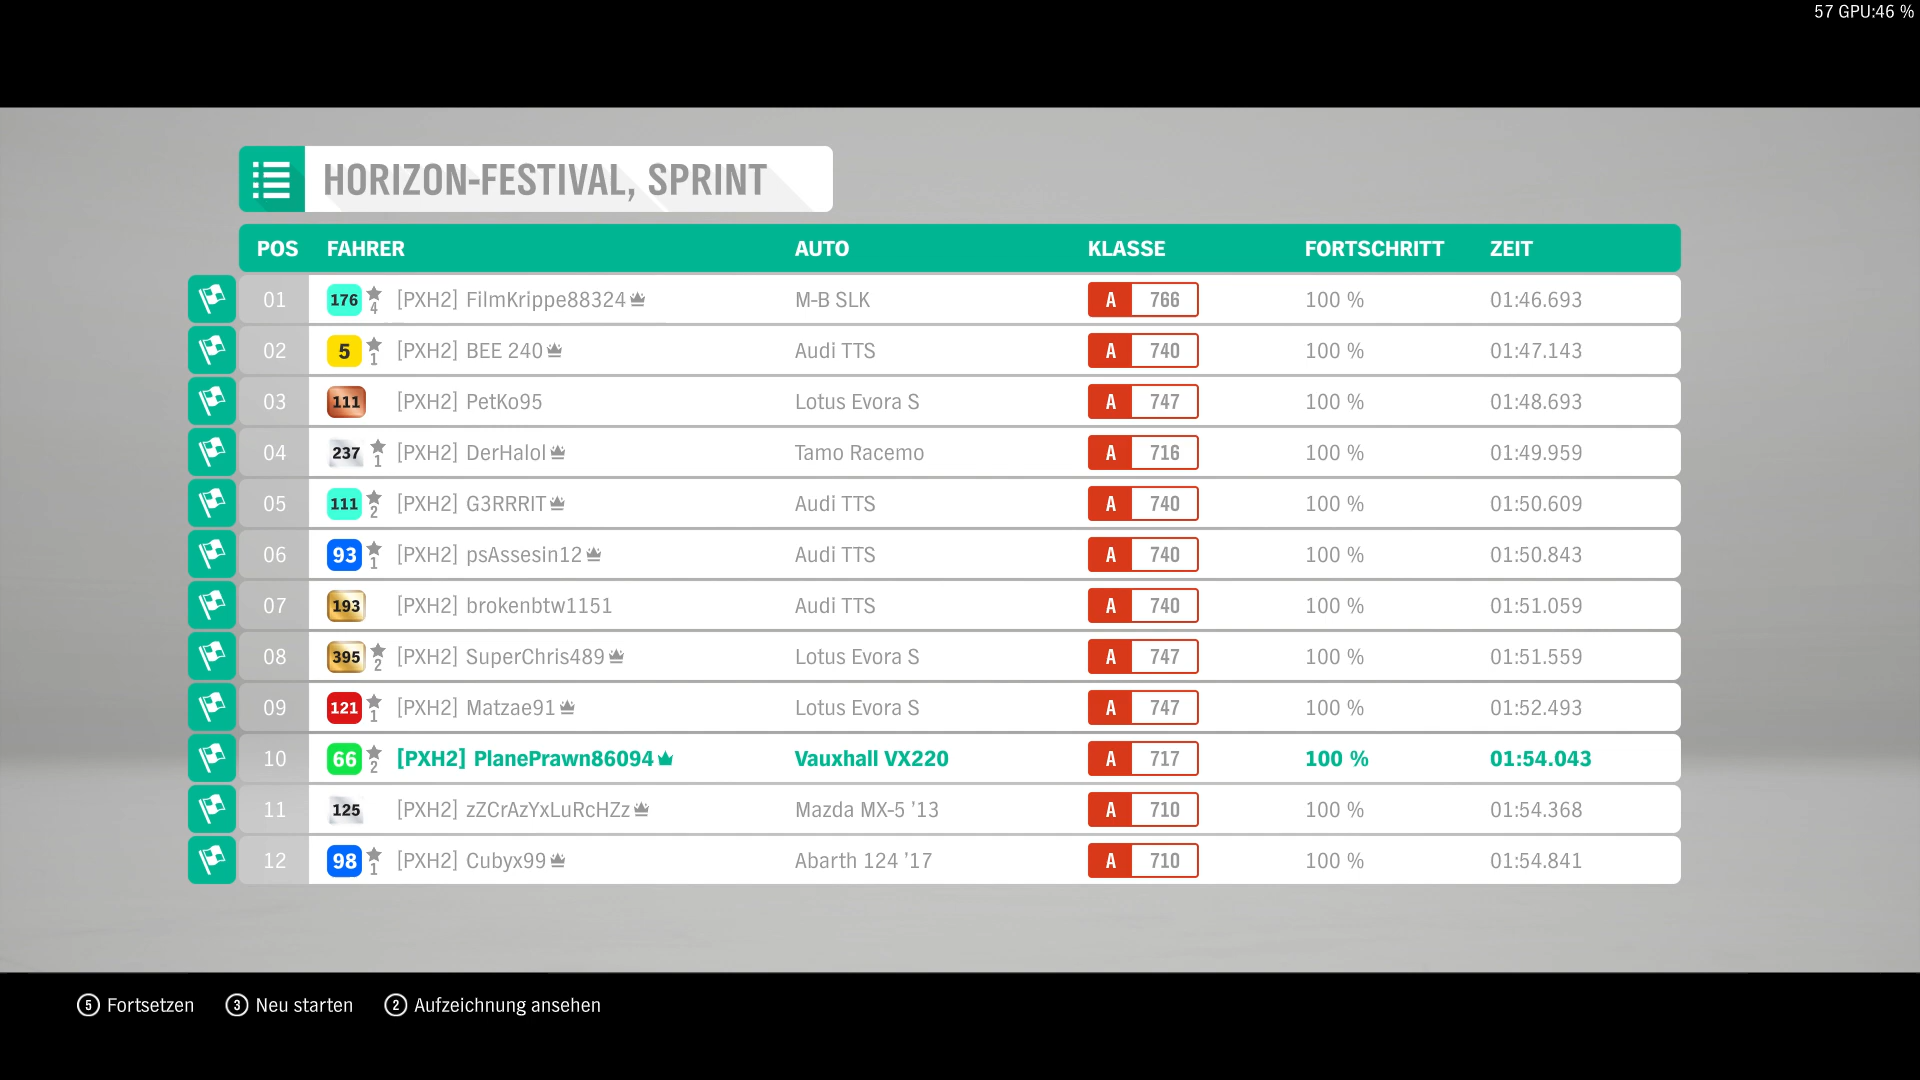 57 GPU:46 %
HORIZON-FESTIVAL, SPRINT
POS FAHRER AUTO KLASSE FORTSCHRITT ZEIT
01 176 4 [PXH2] FilmKrippe88324 M-B SLK A 766 100 % 01:46.693
02 5 1 [PXH2] BEE 240 Audi TTS A 740 100 % 01:47.143
03 111 [PXH2] PetKo95 Lotus Evora S A 747 100 % 01:48.693
04 237 1 [PXH2] DerHalol Tamo Racemo A 716 100 % 01:49.959
05 111 2 [PXH2] G3RRRIT Audi TTS A 740 100 % 01:50.609
06 93 1 [PXH2] psAssesin12 Audi TTS A 740 100 % 01:50.843
07 193 [PXH2] brokenbtw1151 Audi TTS A 740 100 % 01:51.059
08 395 2 [PXH2] SuperChris489 Lotus Evora S A 747 100 % 01:51.559
09 121 1 [PXH2] Matzae91 Lotus Evora S A 747 100 % 01:52.493
10 66 2 [PXH2] PlanePrawn86094 Vauxhall VX220 A 717 100 % 01:54.043
11 125 [PXH2] zZCrAzYxLuRcHZz Mazda MX-5 ’13 A 710 100 % 01:54.368
12 98 1 [PXH2] Cubyx99 Abarth 124 ’17 A 710 100 % 01:54.841
5 Fortsetzen 3 Neu starten 2 Aufzeichnung ansehen